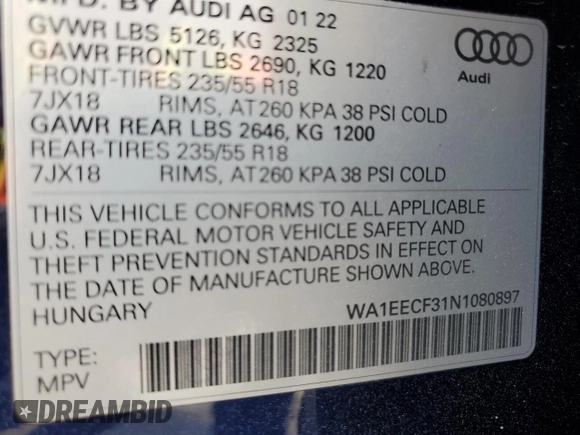 MFD. BY AUDI AG 01 22
GVWR LBS 5126, KG 2325
GAWR FRONT LBS 2690, KG 1220
FRONT-TIRES 235/55 R18
7JX18 RIMS, AT 260 KPA 38 PSI COLD
GAWR REAR LBS 2646, KG 1200
REAR-TIRES 235/55 R18
7JX18 RIMS, AT 260 KPA 38 PSI COLD
Audi
THIS VEHICLE CONFORMS TO ALL APPLICABLE
U.S. FEDERAL MOTOR VEHICLE SAFETY AND
THEFT PREVENTION STANDARDS IN EFFECT ON
THE DATE OF MANUFACTURE SHOWN ABOVE.
HUNGARY WA1EECF31N1080897
TYPE:
MPV
DREAMBID